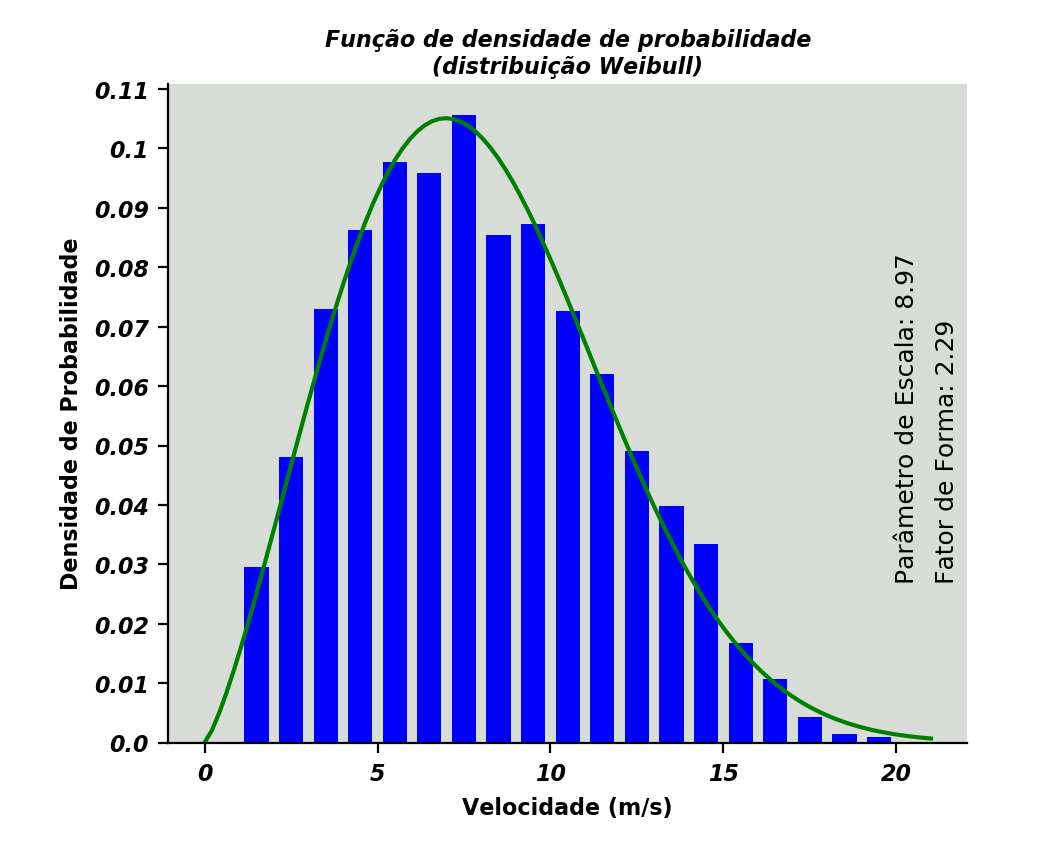 Função de densidade de probabilidade
(distribuição Weibull)
Densidade de Probabilidade
0.11
0.1
0.09
0.08
0.07
0.06
0.05
0.04
0.03
0.02
0.01
0.0
0
5
10
15
20
Velocidade (m/s)
Parâmetro de Escala: 8.97
Fator de Forma: 2.29